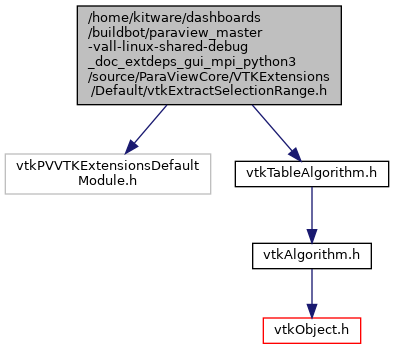 /home/kitware/dashboards
/buildbot/paraview_master
-vall-linux-shared-debug
_doc_extdeps_gui_mpi_python3
/source/ParaViewCore/VTKExtensions
/Default/vtkExtractSelectionRange.h
vtkPVVTKExtensionsDefault
Module.h
vtkTableAlgorithm.h
vtkAlgorithm.h
vtkObject.h